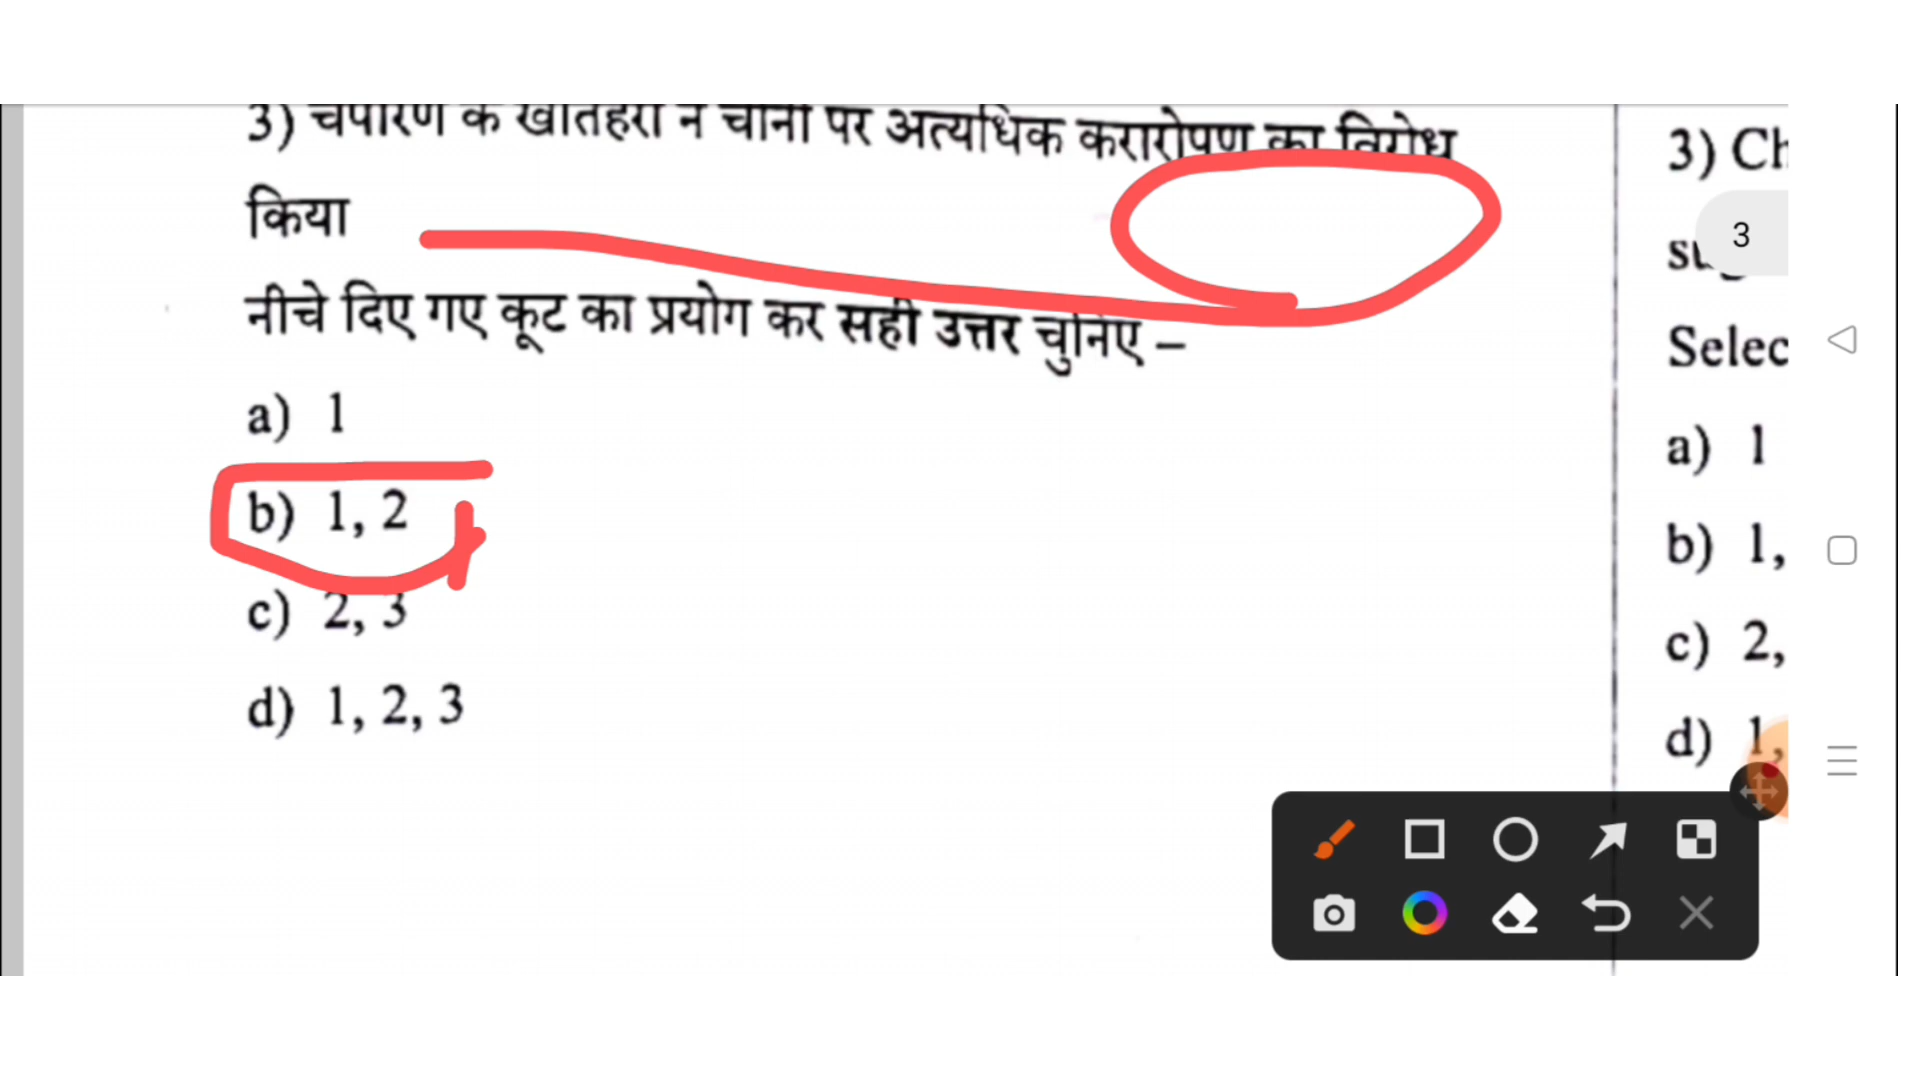 3) चंपारण के खेतिहरों ने चीनी पर अत्यधिक करारोपण का विरोध
किया
नीचे दिए गए कूट का प्रयोग कर सही उत्तर चुनिए –
a) 1
b) 1, 2
c) 2, 3
d) 1, 2, 3
3) Ch
3
Selec
a) 1
b) 1,
c) 2,
d) 1,